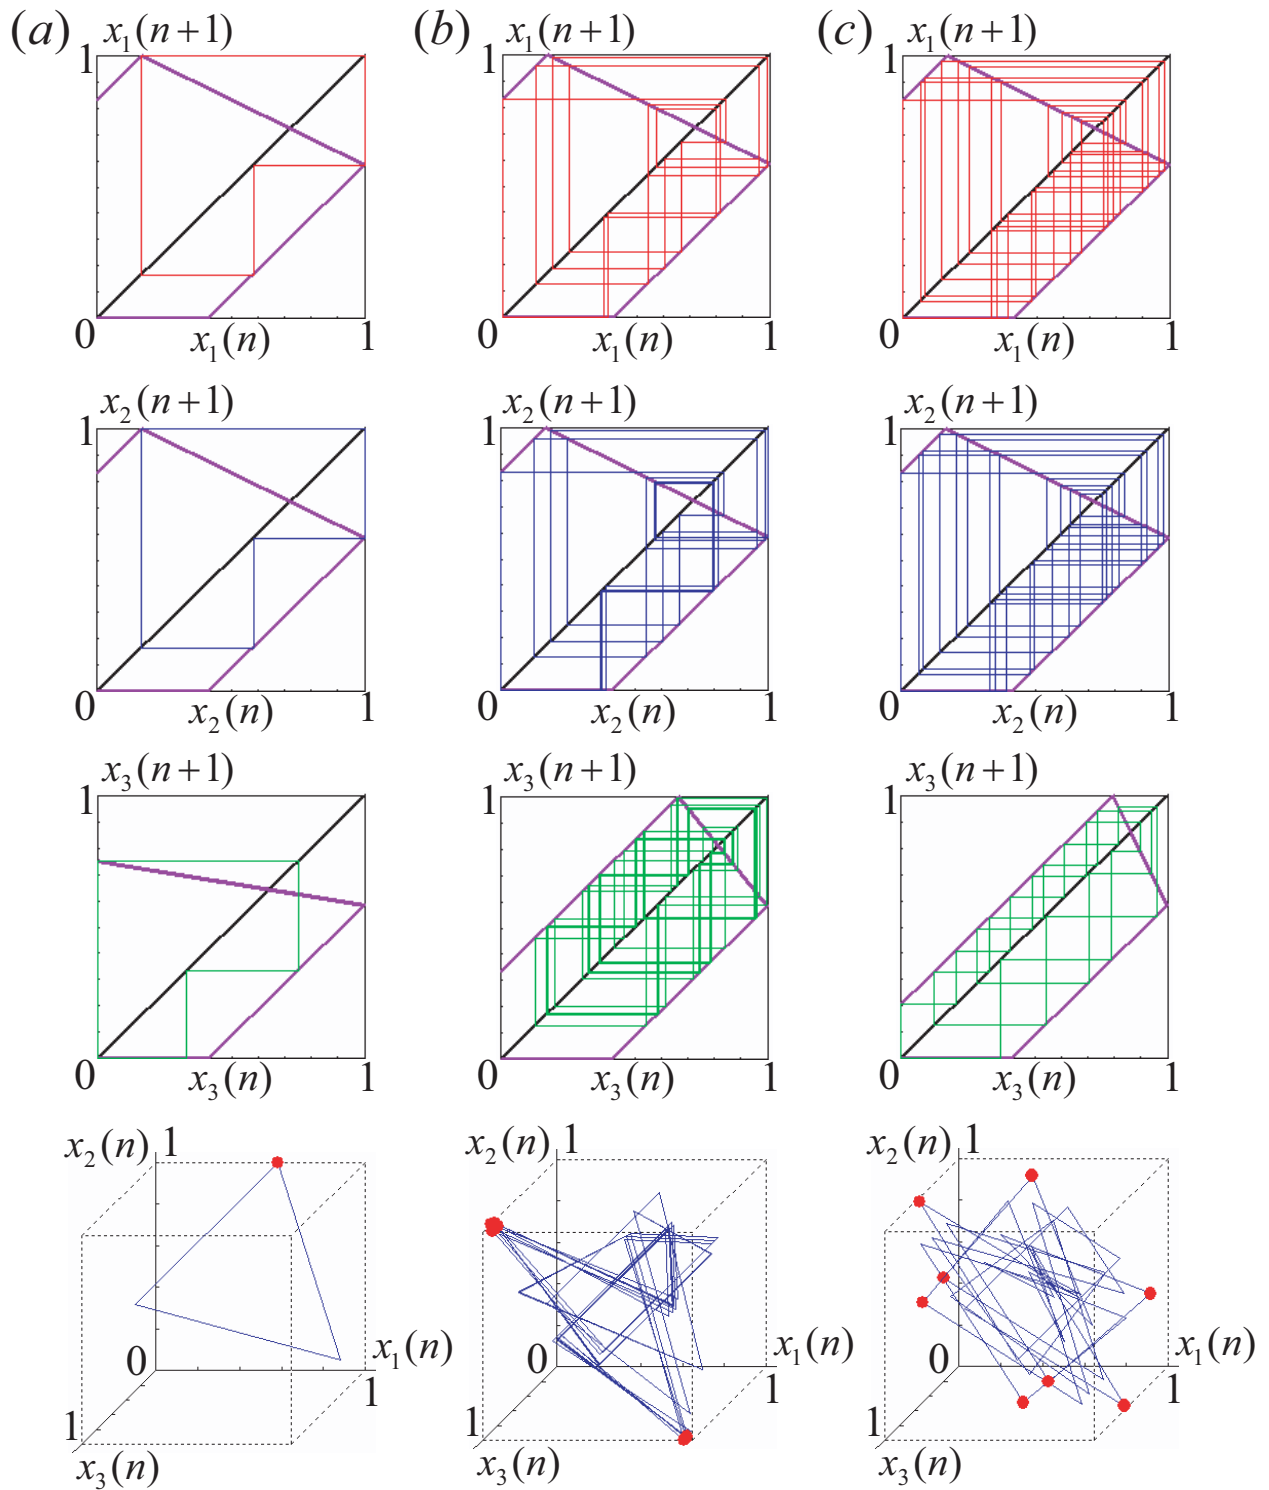 (a) x₁(n+1) (b) x₁(n+1) (c) x₁(n+1)
1 1 1
0 x₁(n) 1 0 x₁(n) 1 0 x₁(n) 1
x₂(n+1) x₂(n+1) x₂(n+1)
1 1 1
0 x₂(n) 1 0 x₂(n) 1 0 x₂(n) 1
x₃(n+1) x₃(n+1) x₃(n+1)
1 1 1
0 x₃(n) 1 0 x₃(n) 1 0 x₃(n) 1
x₂(n) 1 x₂(n) 1 x₂(n) 1
0 x₁(n) 0 x₁(n) 0 x₁(n)
1 1 1
1 1 1
x₃(n) x₃(n) x₃(n)